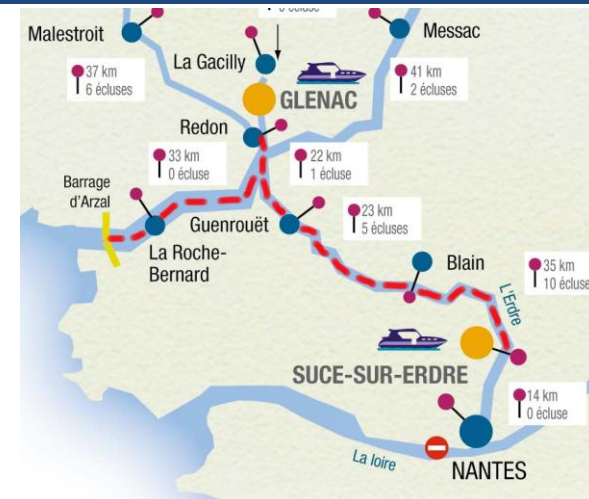 0 écluse
Malestroit
Messac
La Gacilly
37 km
6 écluses
41 km
2 écluses
GLENAC
Redon
33 km
0 écluse
22 km
1 écluse
Barrage
d'Arzal
Guenrouët
23 km
5 écluses
La Roche-
Bernard
Blain
35 km
10 écluse
L'Erdre
SUCE-SUR-ERDRE
14 km
0 écluse
La loire
NANTES